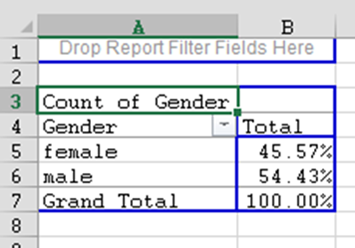 A B
1 Drop Report Filter Fields Here
2
3 Count of Gender
4 Gender Total
5 female 45.57%
6 male 54.43%
7 Grand Total 100.00%
8